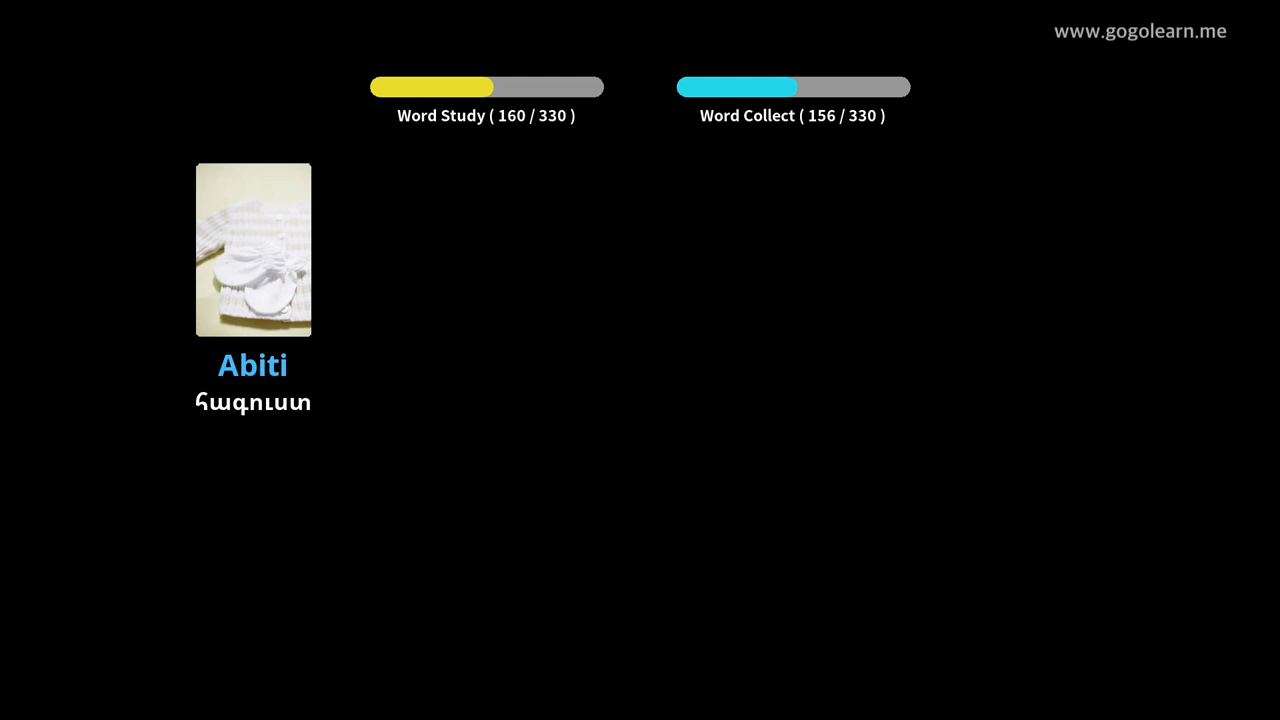 www.gogolearn.me
Word Study ( 160 / 330 )
Word Collect ( 156 / 330 )
Abiti
հագուստ